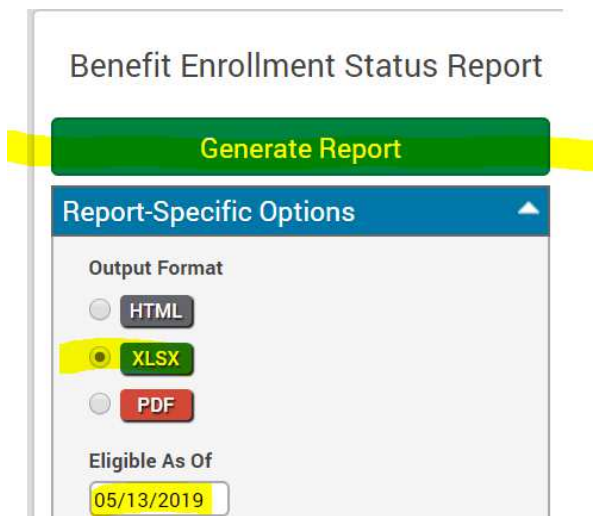 Benefit Enrollment Status Report
Generate Report
Report-Specific Options
Output Format
HTML
XLSX
PDF
Eligible As Of
05/13/2019